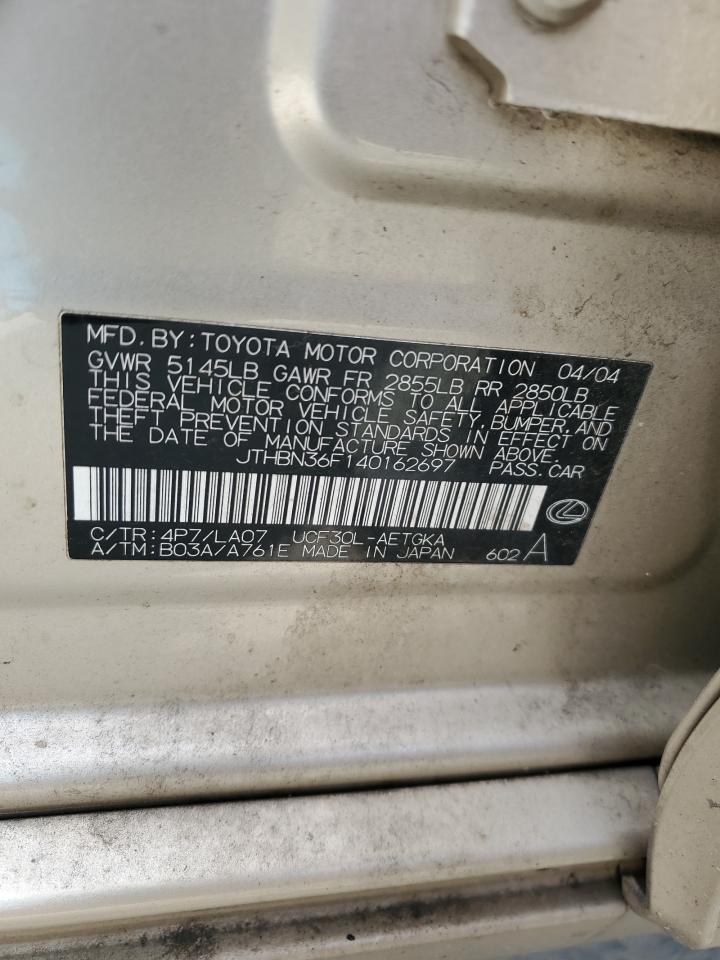 MFD. BY: TOYOTA MOTOR CORPORATION 04/04
GVWR 5145LB GAWR FR 2855LB RR 2850LB
THIS VEHICLE CONFORMS TO ALL APPLICABLE
FEDERAL MOTOR VEHICLE SAFETY, BUMPER, AND
THEFT PREVENTION STANDARDS IN EFFECT ON
THE DATE OF MANUFACTURE SHOWN ABOVE.
JTHBN36F140162697 PASS. CAR
C/TR: 4P7/LA07 UCF30L-AETGKA
A/TM: B03A/A761E MADE IN JAPAN 602 A